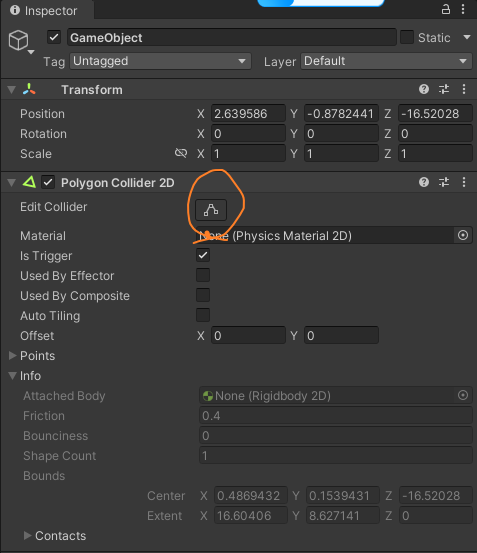 Inspector
GameObject
Static
Tag Untagged Layer Default
Transform
Position X 2.639586 Y -0.8782441 Z -16.52028
Rotation X 0 Y 0 Z 0
Scale X 1 Y 1 Z 1
Polygon Collider 2D
Edit Collider
Material None (Physics Material 2D)
Is Trigger
Used By Effector
Used By Composite
Auto Tiling
Offset X 0 Y 0
Points
Info
Attached Body None (Rigidbody 2D)
Friction 0.4
Bounciness 0
Shape Count 1
Bounds
Center X 0.4869432 Y 0.1539431 Z -16.52028
Extent X 16.60406 Y 8.627141 Z 0
Contacts